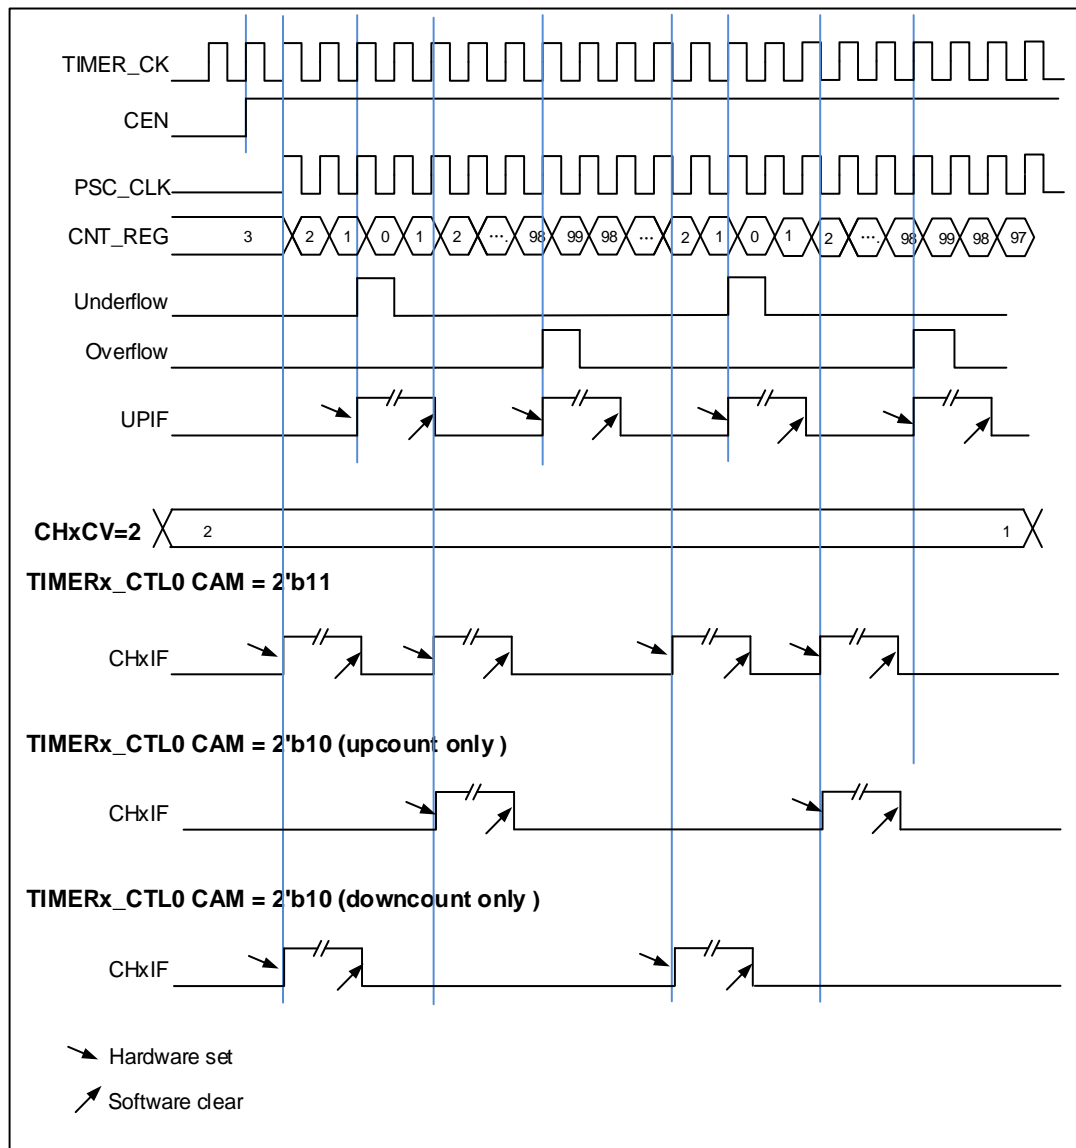 TIMER_CK
CEN
PSC_CLK
CNT_REG 3 2 1 0 1 2 .... 98 99 98 ... 2 1 0 1 2 .... 98 99 98 97
Underflow
Overflow
UPIF
CHxCV=2 2 1
TIMERx_CTL0 CAM = 2'b11
CHxIF
TIMERx_CTL0 CAM = 2'b10 (upcount only )
CHxIF
TIMERx_CTL0 CAM = 2'b10 (downcount only )
CHxIF
Hardware set
Software clear